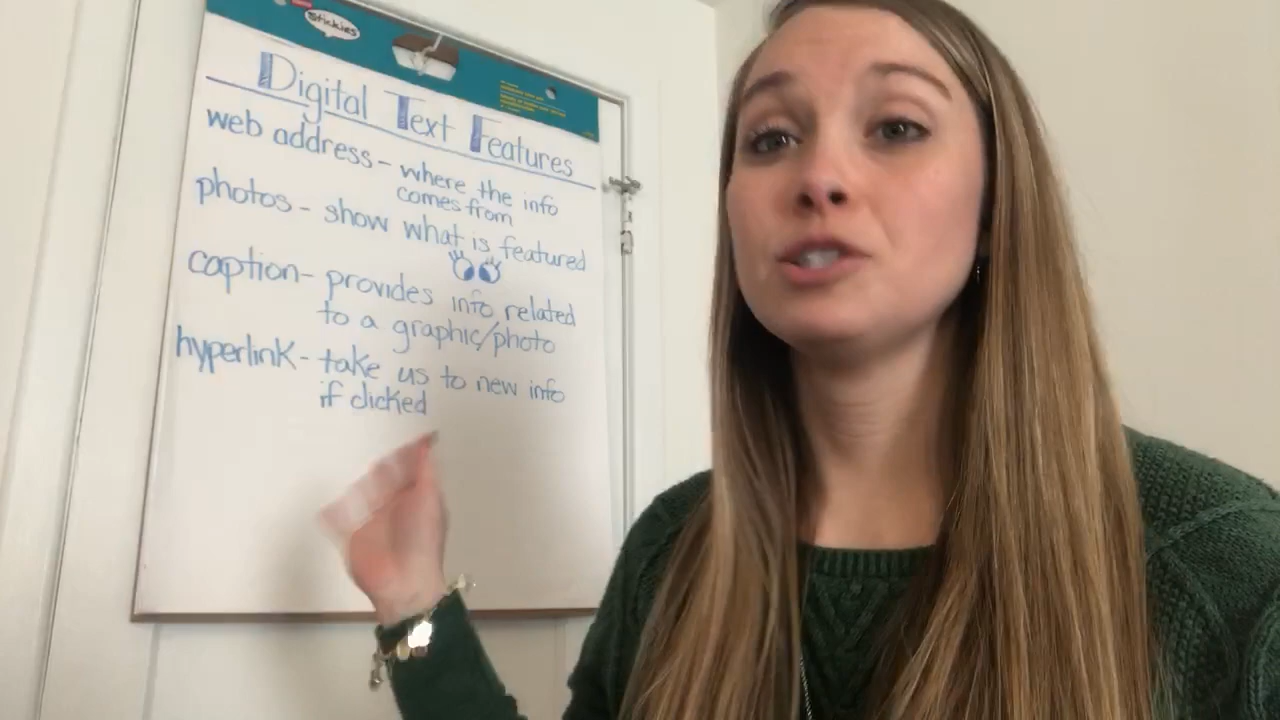 Stickies
Digital Text Features
web address - where the info
comes from
photos - show what is featured
caption - provides info related
to a graphic/photo
hyperlink - take us to new info
if clicked